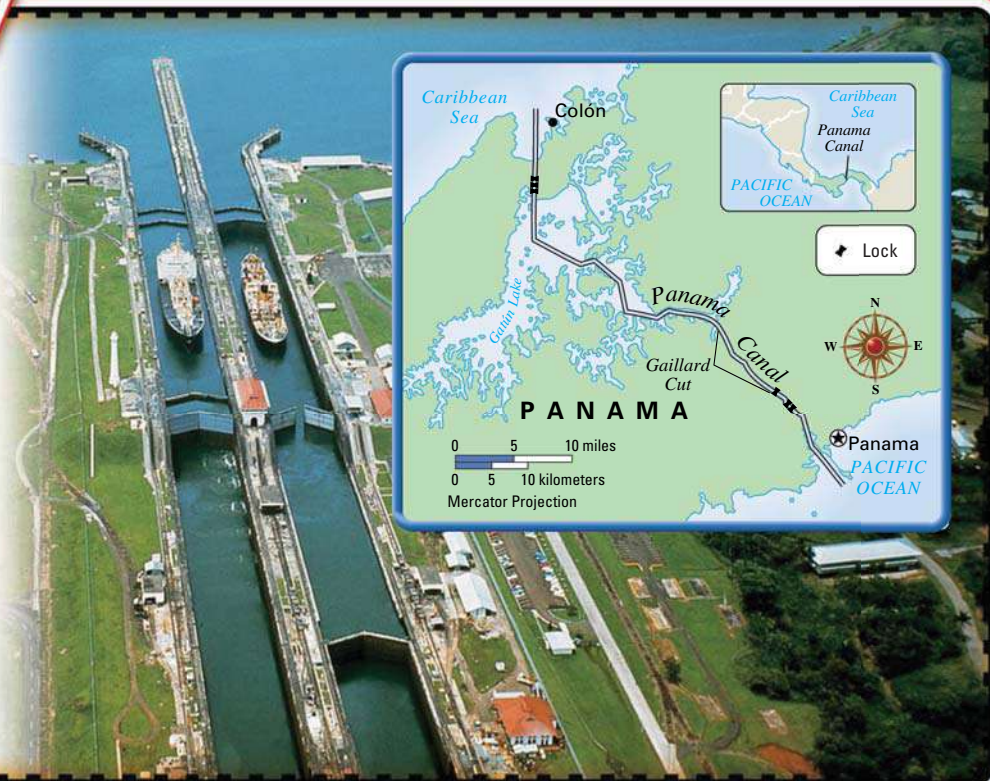 Caribbean
Sea
Colón
Caribbean
Sea
Panama
Canal
PACIFIC
OCEAN
Lock
Gatún Lake
Panama
Canal
Gaillard
Cut
N
W
E
S
PANAMA
0 5 10 miles
0 5 10 kilometers
Mercator Projection
Panama
PACIFIC
OCEAN